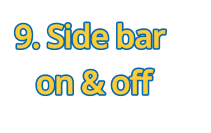 9. Side bar
on & off